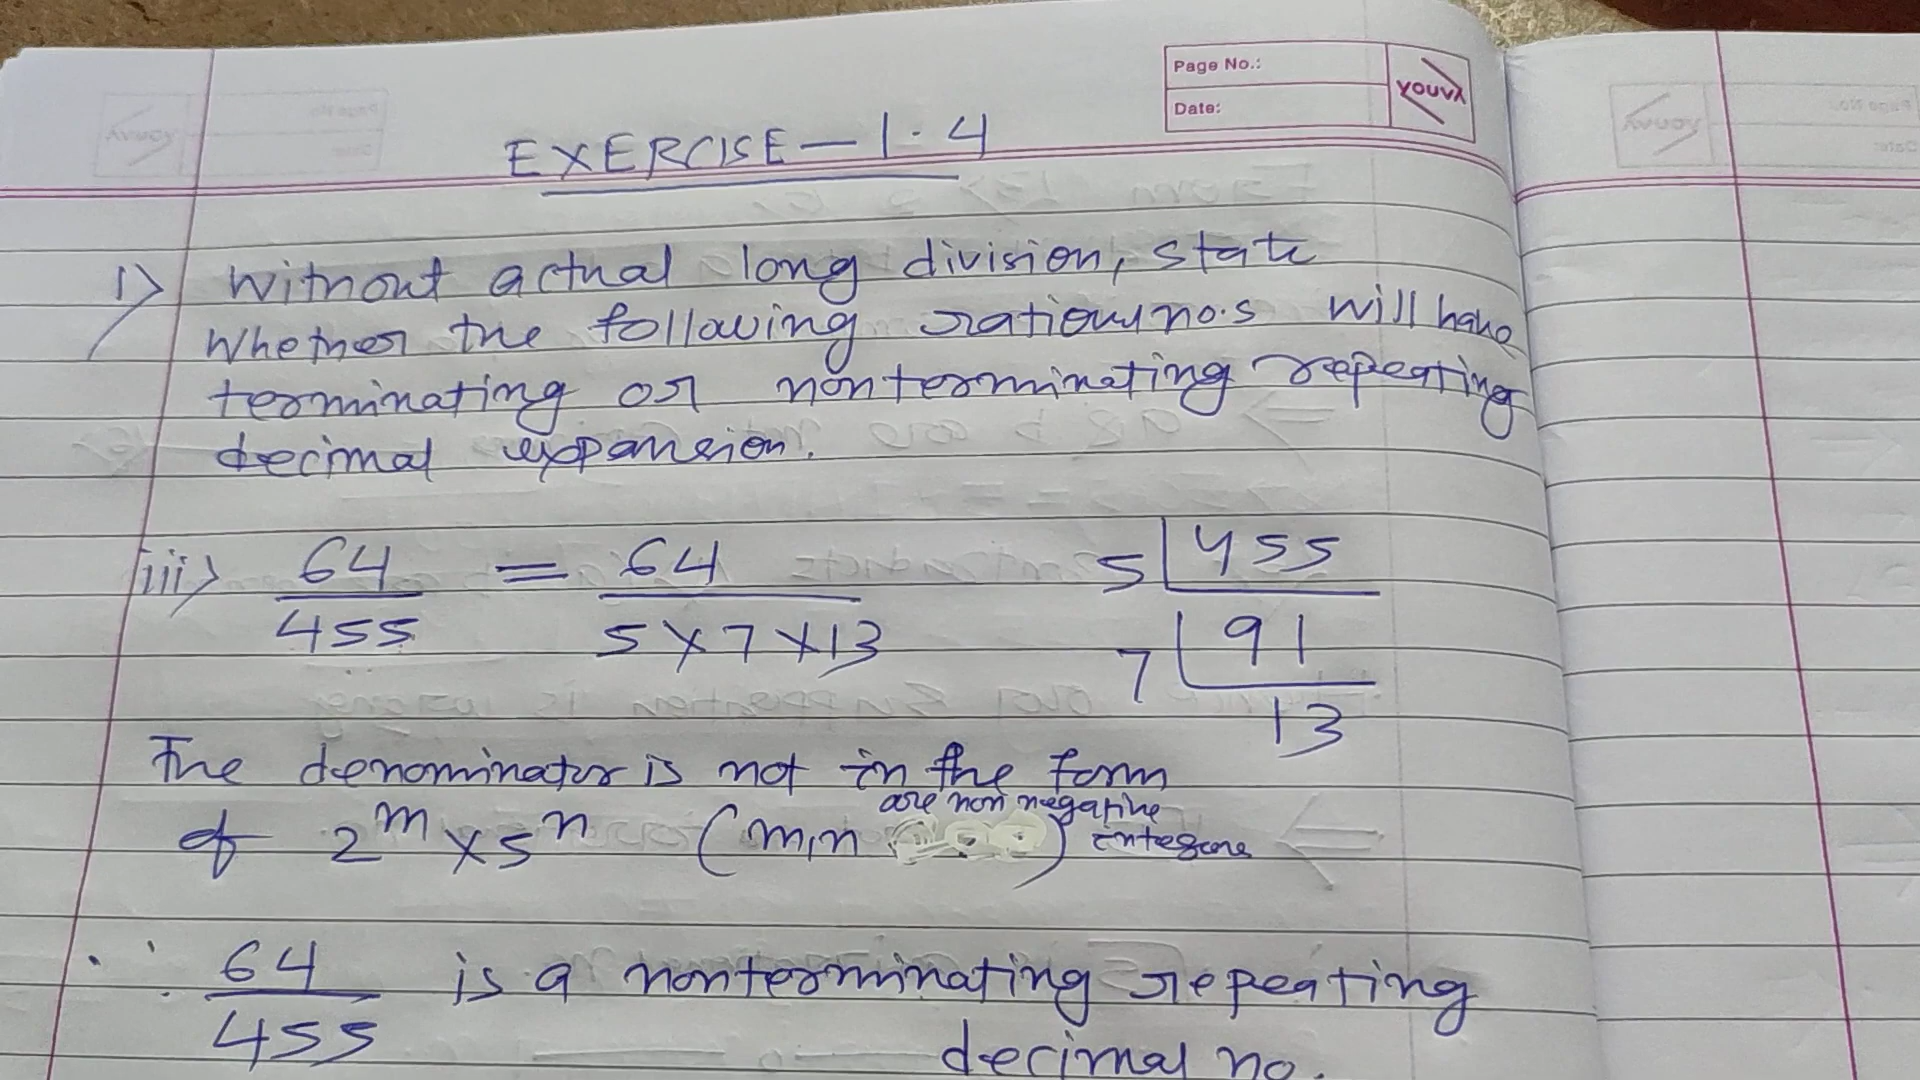 Page No.:
Date:
YOUVA
EXERCISE - 1.4
1) Without actual long division, state
Whether the following rational no.s will have
terminating or nonterminating repeating
decimal expansion.
iii) 64/455 = 64/5×7×13
5 | 455
7 | 91
13
The denominator is not in the form
of 2^m × 5^n (m,n are non negative integers)
∴ 64/455 is a nonterminating repeating
decimal no.